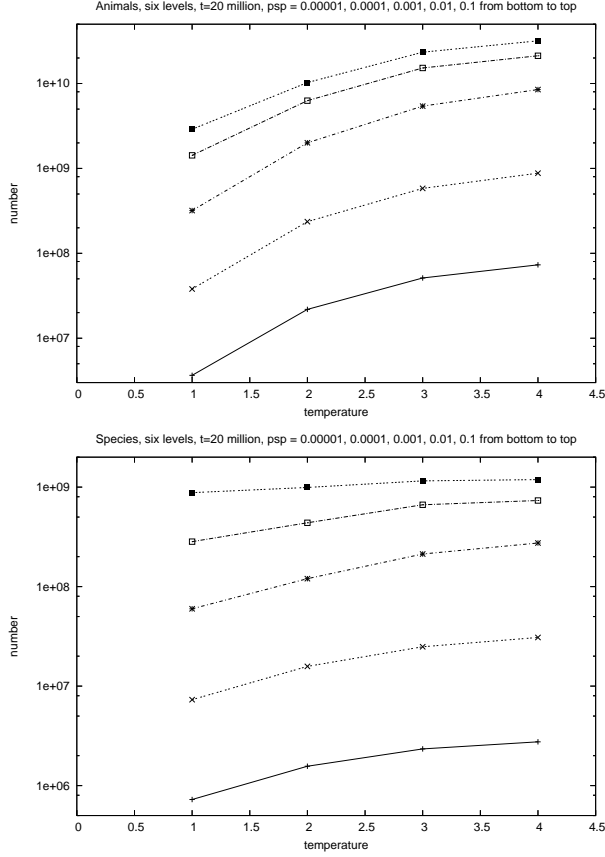 Animals, six levels, t=20 million, psp = 0.00001, 0.0001, 0.001, 0.01, 0.1 from bottom to top
1e+10
1e+09
1e+08
1e+07
number
0 0.5 1 1.5 2 2.5 3 3.5 4 4.5
temperature
Species, six levels, t=20 million, psp = 0.00001, 0.0001, 0.001, 0.01, 0.1 from bottom to top
1e+09
1e+08
1e+07
1e+06
number
0 0.5 1 1.5 2 2.5 3 3.5 4 4.5
temperature